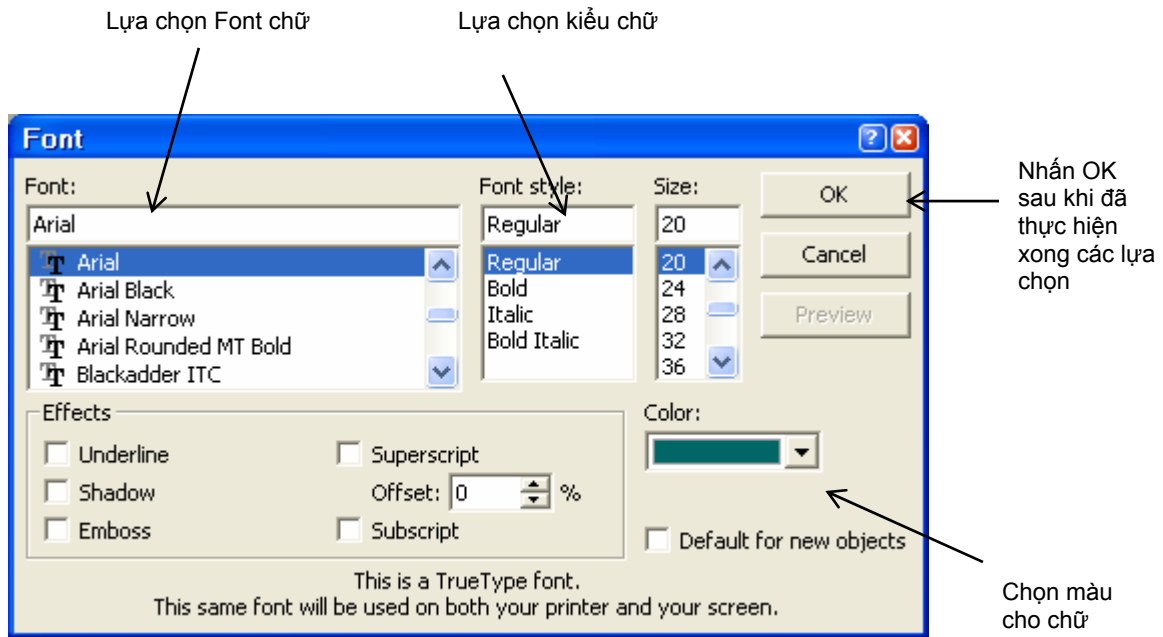 Lựa chọn Font chữ
Lựa chọn kiểu chữ
Font
Font:
Font style:
Size:
OK
Nhấn OK
sau khi đã
thực hiện
xong các lựa
chọn
Arial
Regular
20
Cancel
Preview
Arial
Arial Black
Arial Narrow
Arial Rounded MT Bold
Blackadder ITC
Regular
Bold
Italic
Bold Italic
20
24
28
32
36
Effects
Underline
Shadow
Emboss
Superscript
Offset: 0 %
Subscript
Color:
Default for new objects
This is a TrueType font.
This same font will be used on both your printer and your screen.
Chọn màu
cho chữ